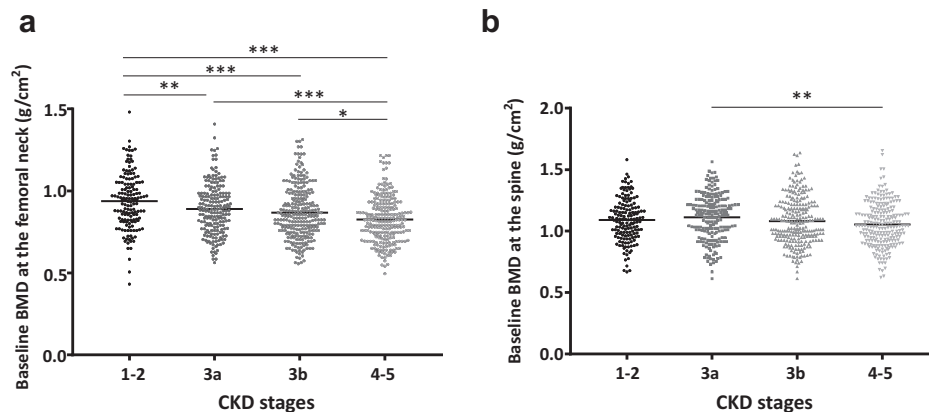 a
***
***
** ***
*
Baseline BMD at the femoral neck (g/cm²)
1.5
1.0
0.5
0.0
1-2 3a 3b 4-5
CKD stages
b
**
Baseline BMD at the spine (g/cm²)
2.0
1.5
1.0
0.5
0.0
1-2 3a 3b 4-5
CKD stages